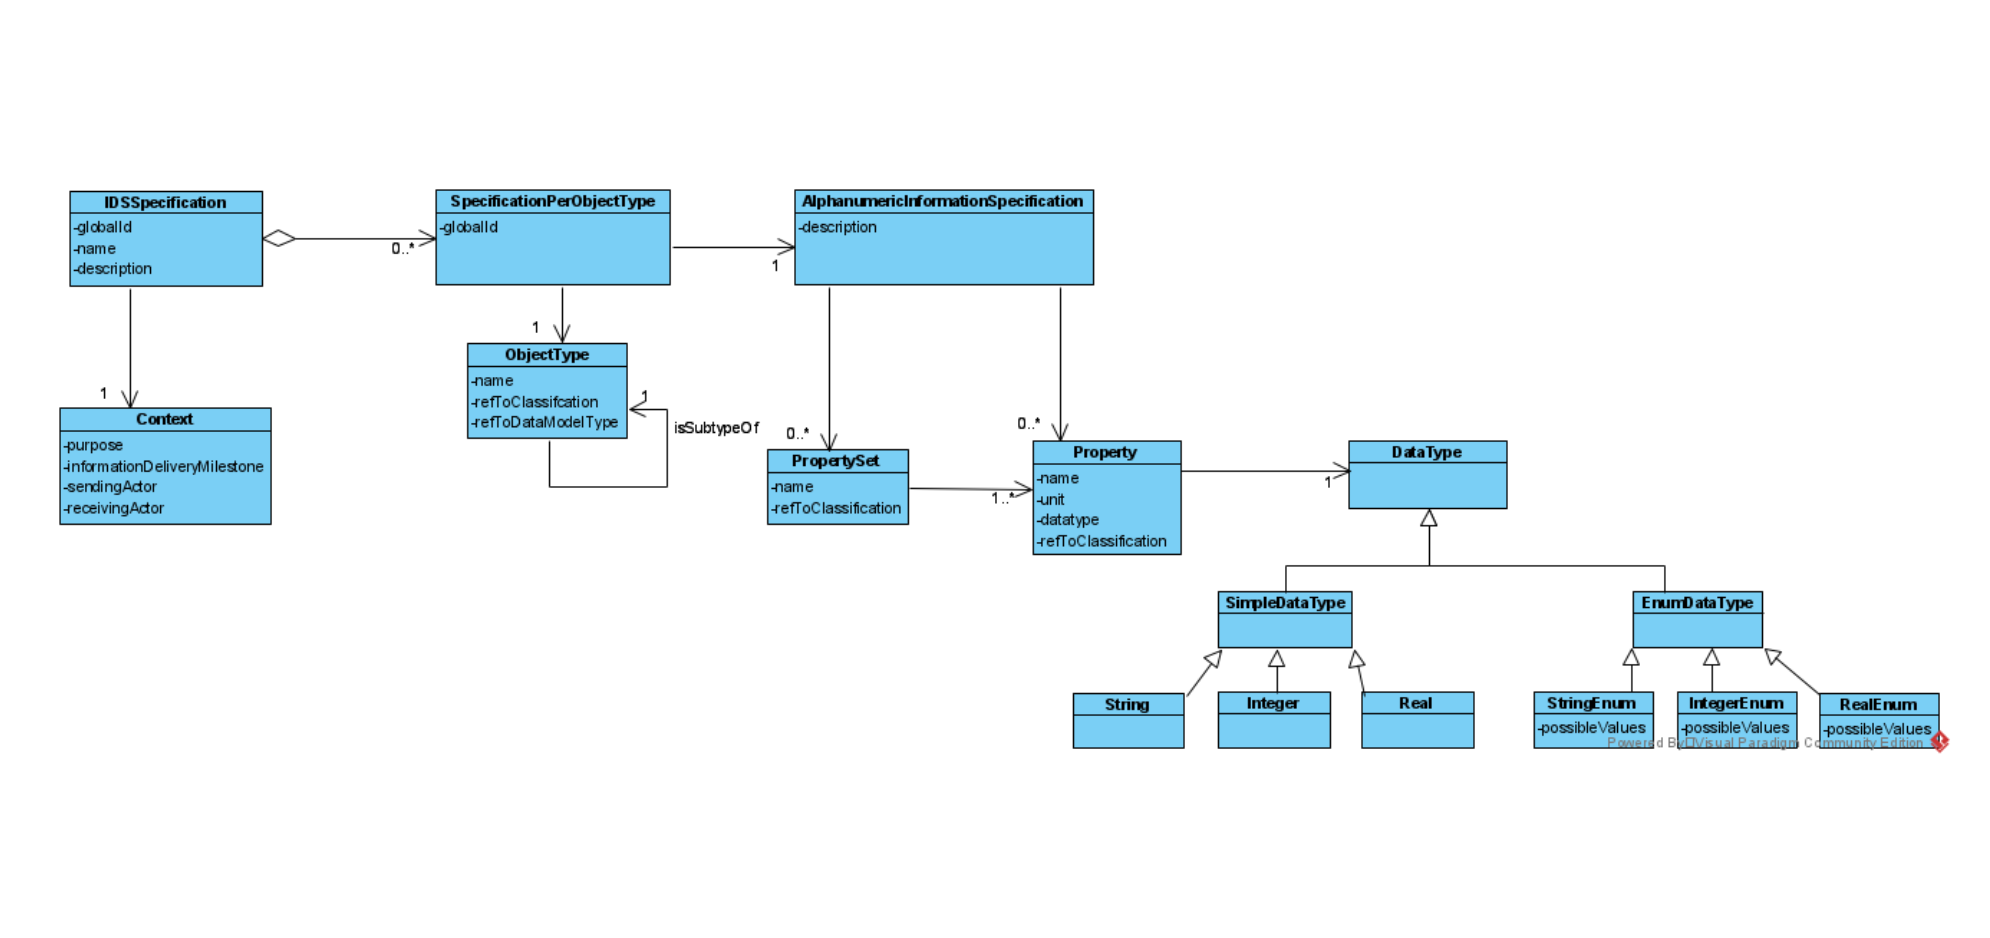 IDSSpecification
-globalId
-name
-description
0..*
SpecificationPerObjectType
-globalId
1
AlphanumericInformationSpecification
-description
1
Context
-purpose
-informationDeliveryMilestone
-sendingActor
-receivingActor
1
ObjectType
-name
-refToClassifcation
-refToDataModelType
1
isSubtypeOf
0..*
PropertySet
-name
-refToClassification
1..*
0..*
Property
-name
-unit
-datatype
-refToClassification
1
DataType
SimpleDataType
EnumDataType
String
Integer
Real
StringEnum
-possibleValues
IntegerEnum
-possibleValues
RealEnum
-possibleValues
Powered By Visual Paradigm Community Edition